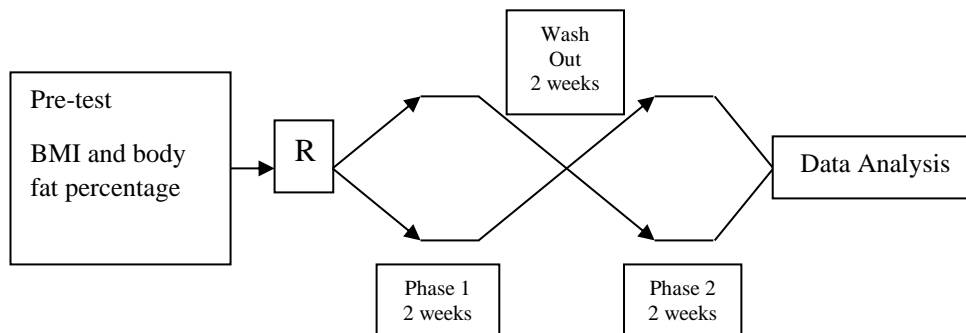 Pre-test
BMI and body
fat percentage
R
Wash
Out
2 weeks
Phase 1
2 weeks
Phase 2
2 weeks
Data Analysis